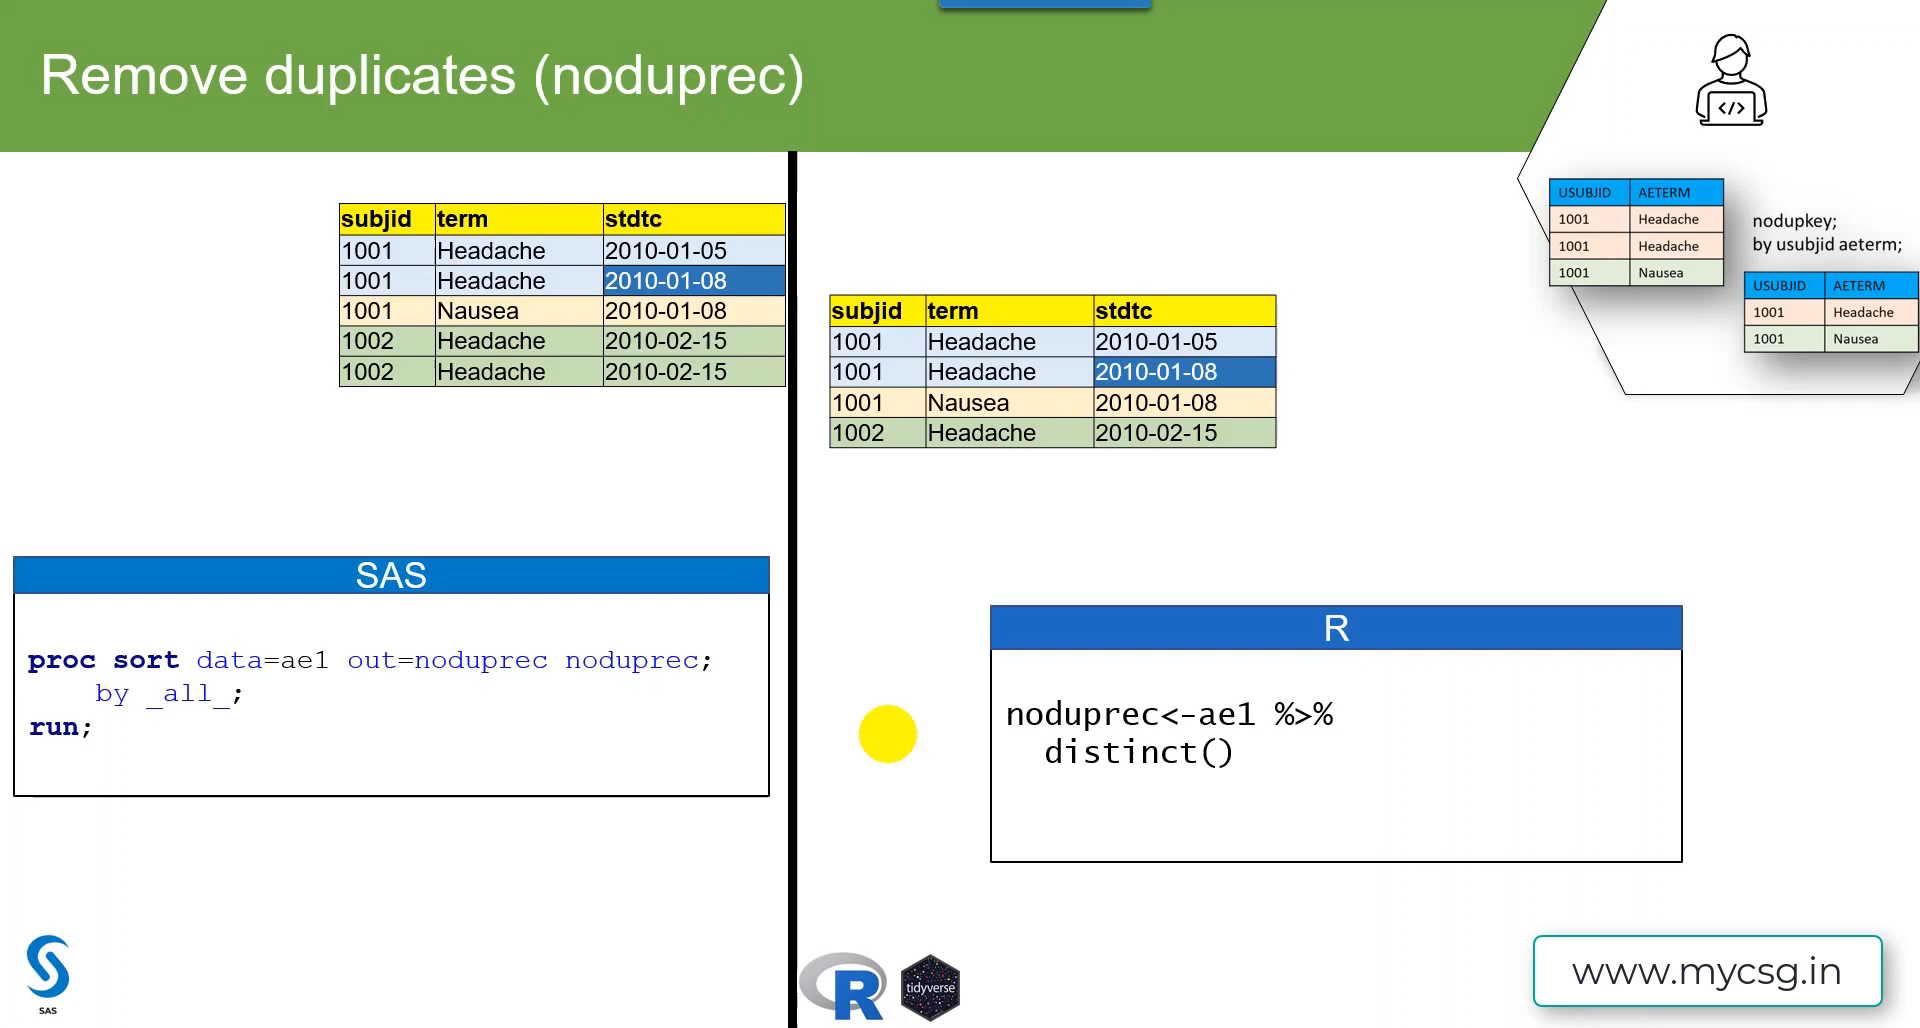 Remove duplicates (noduprec)
subjid term stdtc
1001 Headache 2010-01-05
1001 Headache 2010-01-08
1001 Nausea 2010-01-08
1002 Headache 2010-02-15
1002 Headache 2010-02-15
SAS
proc sort data=ae1 out=noduprec noduprec;
by _all_;
run;
SAS
subjid term stdtc
1001 Headache 2010-01-05
1001 Headache 2010-01-08
1001 Nausea 2010-01-08
1002 Headache 2010-02-15
R
noduprec<-ae1 %>%
distinct()
R
tidyverse
</>
USUBJID AETERM
1001 Headache
1001 Headache
1001 Nausea
nodupkey;
by usubjid aeterm;
USUBJID AETERM
1001 Headache
1001 Nausea
www.mycsg.in